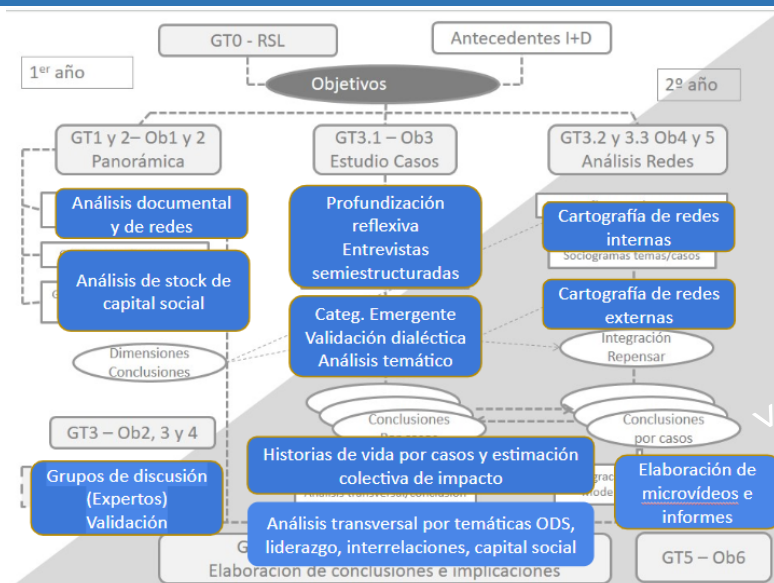 GT0 - RSL
Antecedentes I+D
1er año
Objetivos
2º año
GT1 y 2– Ob1 y 2
Panorámica
GT3.1 – Ob3
Estudio Casos
GT3.2 y 3.3 Ob4 y 5
Análisis Redes
Análisis documental
y de redes
Profundización
reflexiva
Entrevistas
semiestructuradas
Cartografía de redes
internas
Sociogramas temas/casos
Análisis de stock de
capital social
Cartografía de redes
externas
Categ. Emergente
Validación dialéctica
Análisis temático
Dimensiones
Conclusiones
Integración
Repensar
Conclusiones
Conclusiones
por casos
GT3 – Ob2, 3 y 4
Historias de vida por casos y estimación
colectiva de impacto
Grupos de discusión
(Expertos)
Validación
Elaboración de
microvídeos e
informes
Análisis transversal/conclusión
Análisis transversal por temáticas ODS,
liderazgo, interrelaciones, capital social
Elaboración de conclusiones e implicaciones
GT5 – Ob6